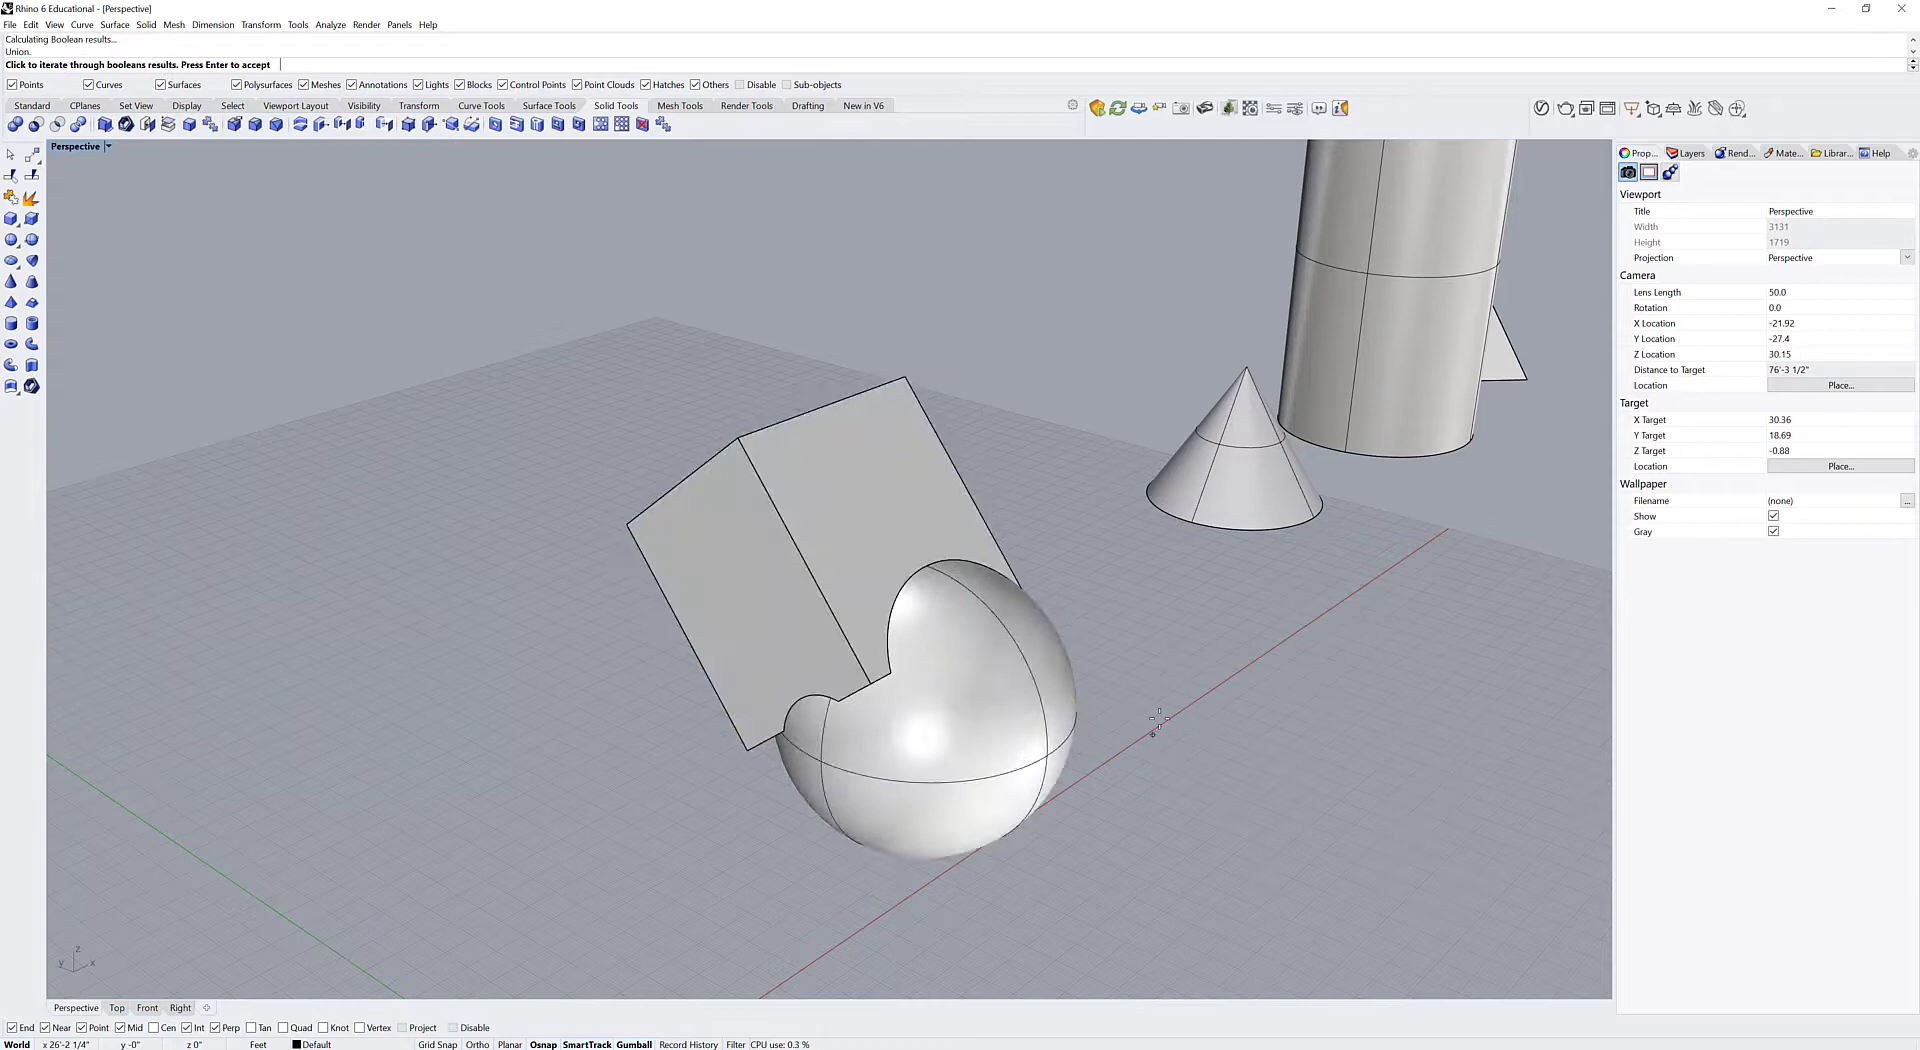 Rhino 6 Educational - [Perspective]
File Edit View Curve Surface Solid Mesh Dimension Transform Tools Analyze Render Panels Help
Calculating Boolean results...
Union.
Click to iterate through booleans results. Press Enter to accept
Points Curves Surfaces Polysurfaces Meshes Annotations Lights Blocks Control Points Point Clouds Hatches Others Disable Sub-objects
Standard CPlanes Set View Display Select Viewport Layout Visibility Transform Curve Tools Surface Tools Solid Tools Mesh Tools Render Tools Drafting New in V6
Perspective
Prop... Layers Rend... Mate... Librar... Help
Viewport
Title Perspective
Width 3131
Height 1719
Projection Perspective
Camera
Lens Length 50.0
Rotation 0.0
X Location -21.92
Y Location -27.4
Z Location 30.15
Distance to Target 76'-3 1/2"
Location Place...
Target
X Target 30.36
Y Target 18.69
Z Target -0.88
Location Place...
Wallpaper
Filename (none) ...
Show
Gray
z
y x
Perspective Top Front Right
End Near Point Mid Cen Int Perp Tan Quad Knot Vertex Project Disable
World x 26'-2 1/4" y -0" z 0" Feet Default Grid Snap Ortho Planar Osnap SmartTrack Gumball Record History Filter CPU use: 0.3 %